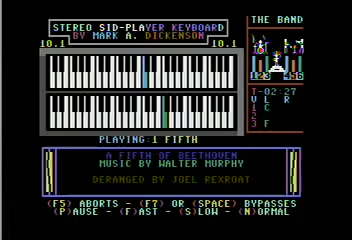 STEREO SID-PLAYER KEYBOARD
BY MARK A. DICKENSON
10.1
10.1
THE BAND
123 456
T-02:27
V L R
1 C
2
3 F
PLAYING:1 FIFTH
A FIFTH OF BEETHOVEN
MUSIC BY WALTER MURPHY
DERANGED BY JOEL REXROAT
(F5) ABORTS - (F7) OR (SPACE) BYPASSES
(P)AUSE - (F)AST - (S)LOW - (N)ORMAL